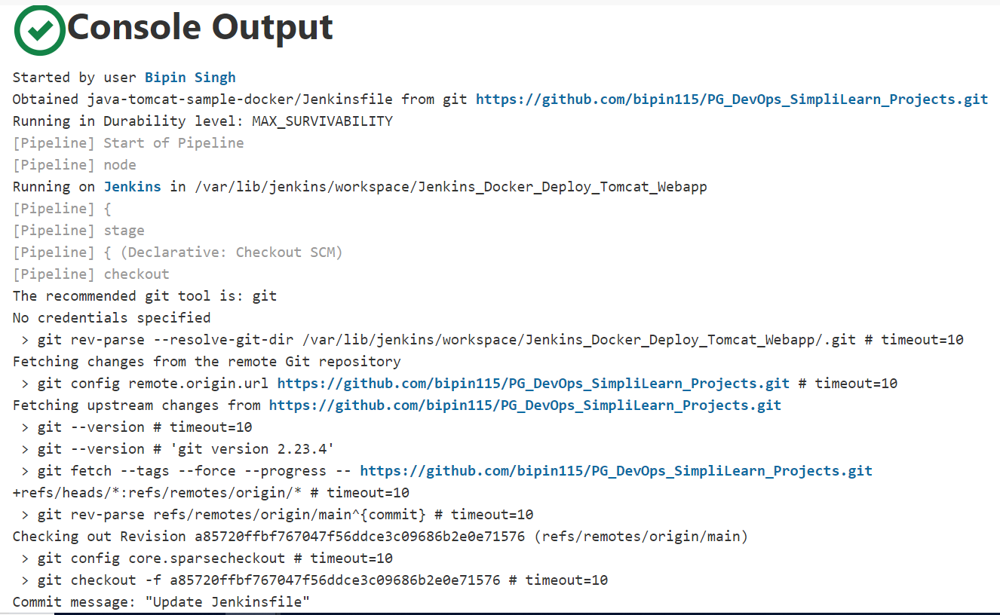 Console Output
Started by user Bipin Singh
Obtained java-tomcat-sample-docker/Jenkinsfile from git https://github.com/bipin115/PG_DevOps_SimpliLearn_Projects.git
Running in Durability level: MAX_SURVIVABILITY
[Pipeline] Start of Pipeline
[Pipeline] node
Running on Jenkins in /var/lib/jenkins/workspace/Jenkins_Docker_Deploy_Tomcat_Webapp
[Pipeline] {
[Pipeline] stage
[Pipeline] { (Declarative: Checkout SCM)
[Pipeline] checkout
The recommended git tool is: git
No credentials specified
 > git rev-parse --resolve-git-dir /var/lib/jenkins/workspace/Jenkins_Docker_Deploy_Tomcat_Webapp/.git # timeout=10
Fetching changes from the remote Git repository
 > git config remote.origin.url https://github.com/bipin115/PG_DevOps_SimpliLearn_Projects.git # timeout=10
Fetching upstream changes from https://github.com/bipin115/PG_DevOps_SimpliLearn_Projects.git
 > git --version # timeout=10
 > git --version # 'git version 2.23.4'
 > git fetch --tags --force --progress -- https://github.com/bipin115/PG_DevOps_SimpliLearn_Projects.git
+refs/heads/*:refs/remotes/origin/* # timeout=10
 > git rev-parse refs/remotes/origin/main^{commit} # timeout=10
Checking out Revision a85720ffbf767047f56ddce3c09686b2e0e71576 (refs/remotes/origin/main)
 > git config core.sparsecheckout # timeout=10
 > git checkout -f a85720ffbf767047f56ddce3c09686b2e0e71576 # timeout=10
Commit message: "Update Jenkinsfile"